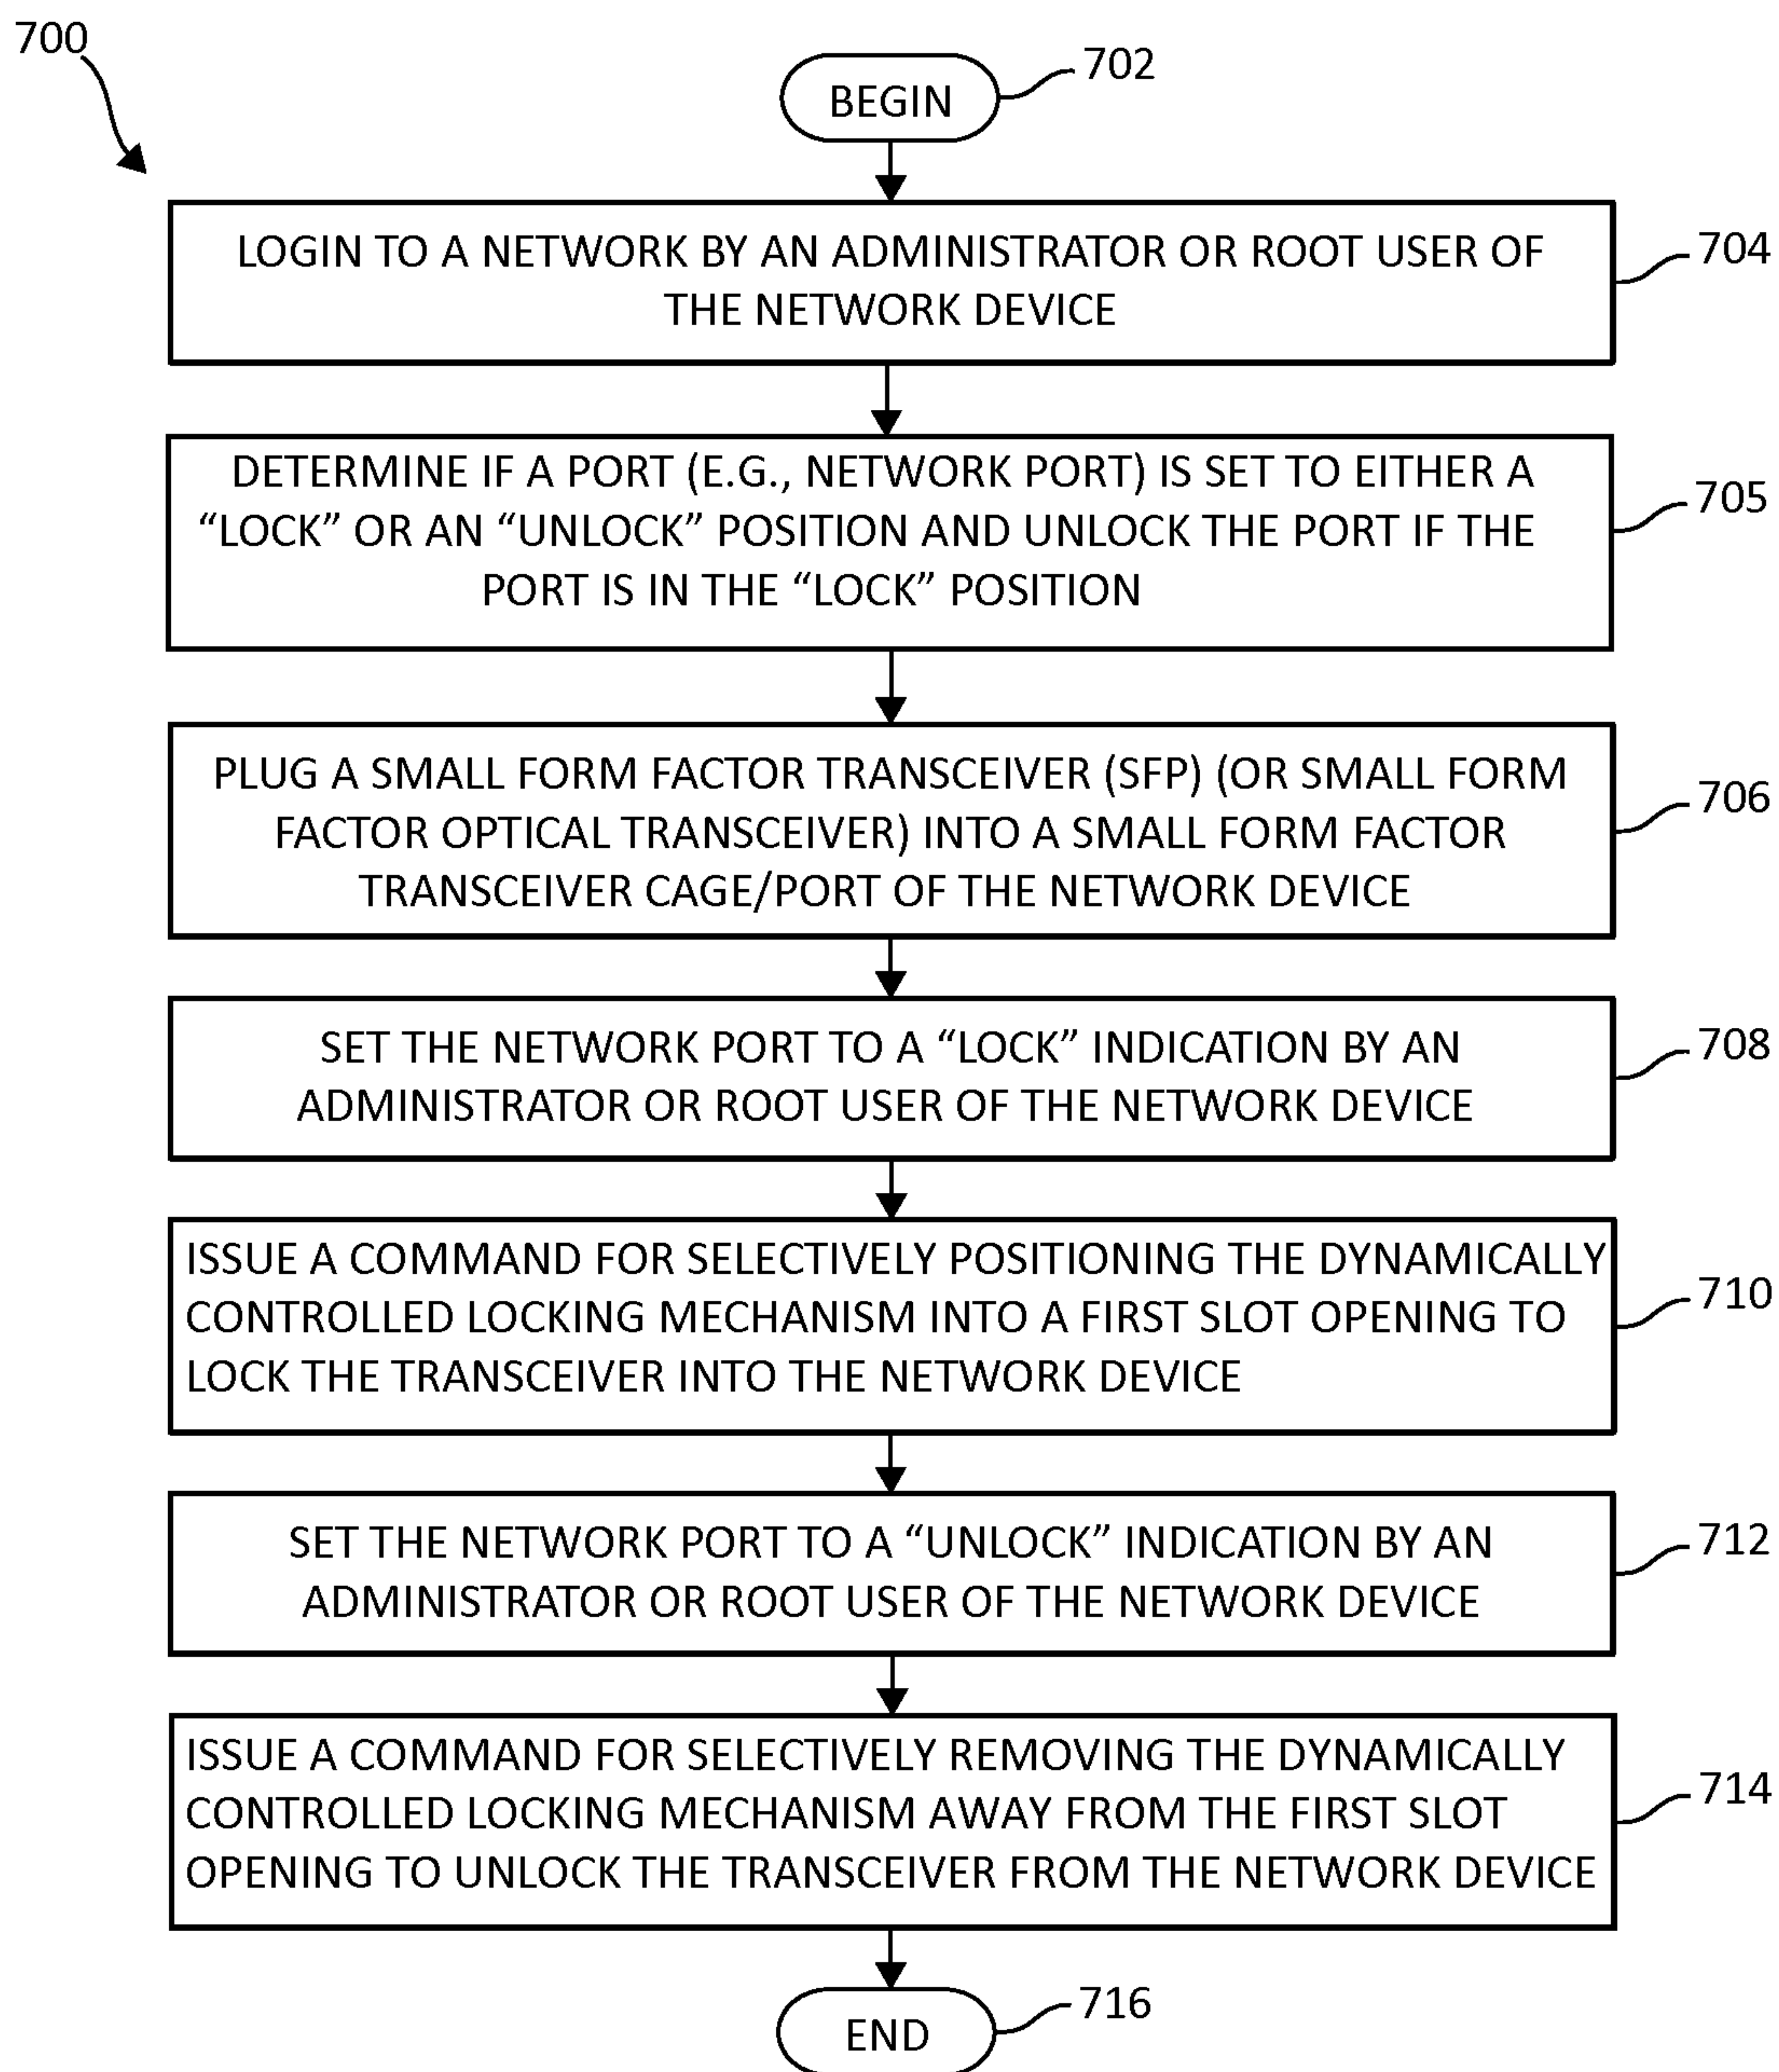 700
BEGIN
702
LOGIN TO A NETWORK BY AN ADMINISTRATOR OR ROOT USER OF
THE NETWORK DEVICE
704
DETERMINE IF A PORT (E.G., NETWORK PORT) IS SET TO EITHER A
“LOCK” OR AN “UNLOCK” POSITION AND UNLOCK THE PORT IF THE
PORT IS IN THE “LOCK” POSITION
705
PLUG A SMALL FORM FACTOR TRANSCEIVER (SFP) (OR SMALL FORM
FACTOR OPTICAL TRANSCEIVER) INTO A SMALL FORM FACTOR
TRANSCEIVER CAGE/PORT OF THE NETWORK DEVICE
706
SET THE NETWORK PORT TO A “LOCK” INDICATION BY AN
ADMINISTRATOR OR ROOT USER OF THE NETWORK DEVICE
708
ISSUE A COMMAND FOR SELECTIVELY POSITIONING THE DYNAMICALLY
CONTROLLED LOCKING MECHANISM INTO A FIRST SLOT OPENING TO
LOCK THE TRANSCEIVER INTO THE NETWORK DEVICE
710
SET THE NETWORK PORT TO A “UNLOCK” INDICATION BY AN
ADMINISTRATOR OR ROOT USER OF THE NETWORK DEVICE
712
ISSUE A COMMAND FOR SELECTIVELY REMOVING THE DYNAMICALLY
CONTROLLED LOCKING MECHANISM AWAY FROM THE FIRST SLOT
OPENING TO UNLOCK THE TRANSCEIVER FROM THE NETWORK DEVICE
714
END
716